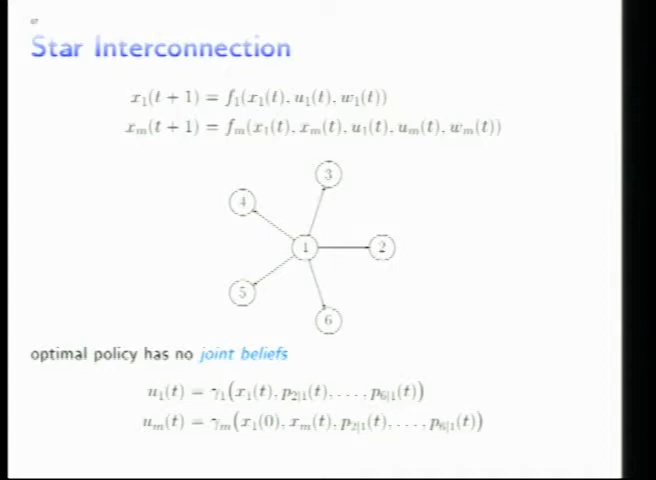 Star Interconnection
x₁(t + 1) = f₁(x₁(t), u₁(t), w₁(t))
xₘ(t + 1) = fₘ(x₁(t), xₘ(t), u₁(t), uₘ(t), wₘ(t))
3
4
1
2
5
6
optimal policy has no joint beliefs
u₁(t) = γ₁(x₁(t), p₂|₁(t), . . . , p₆|₁(t))
uₘ(t) = γₘ(x₁(0), xₘ(t), p₂|₁(t), . . . , p₆|₁(t))